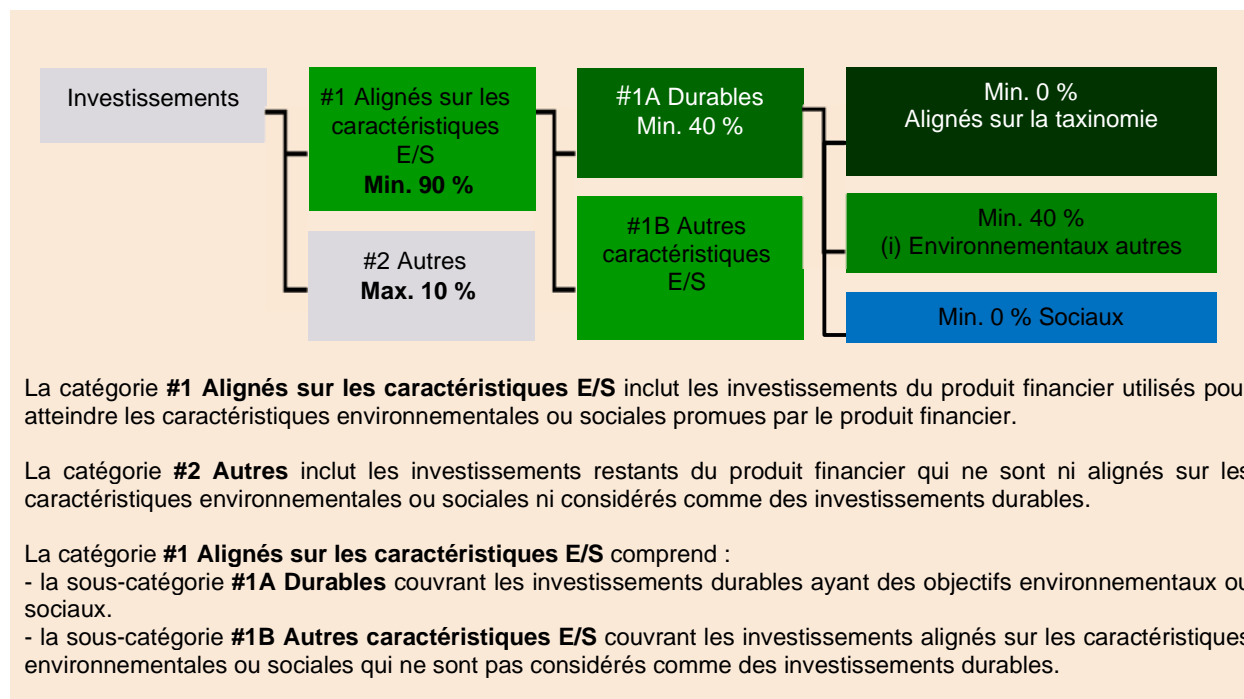 Investissements
#1 Alignés sur les
caractéristiques
E/S
Min. 90 %
#2 Autres
Max. 10 %
#1A Durables
Min. 40 %
#1B Autres
caractéristiques
E/S
Min. 0 %
Alignés sur la taxinomie
Min. 40 %
(i) Environnementaux autres
Min. 0 % Sociaux
La catégorie #1 Alignés sur les caractéristiques E/S inclut les investissements du produit financier utilisés pou
atteindre les caractéristiques environnementales ou sociales promues par le produit financier.
La catégorie #2 Autres inclut les investissements restants du produit financier qui ne sont ni alignés sur les
caractéristiques environnementales ou sociales ni considérés comme des investissements durables.
La catégorie #1 Alignés sur les caractéristiques E/S comprend :
- la sous-catégorie #1A Durables couvrant les investissements durables ayant des objectifs environnementaux ou
sociaux.
- la sous-catégorie #1B Autres caractéristiques E/S couvrant les investissements alignés sur les caractéristiques
environnementales ou sociales qui ne sont pas considérés comme des investissements durables.